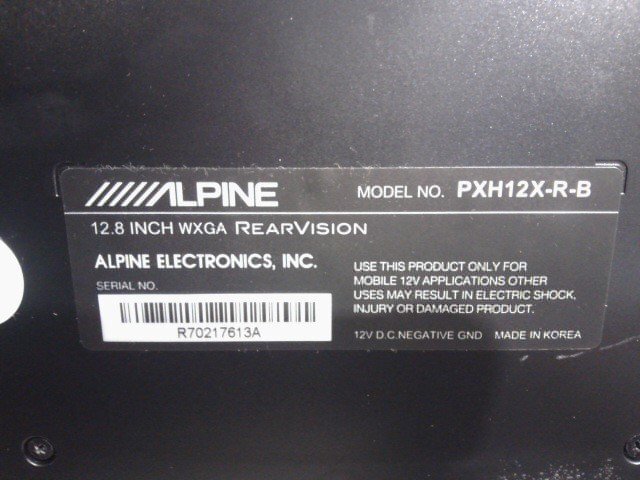 ALPINE MODEL NO. PXH12X-R-B
12.8 INCH WXGA REARVISION
ALPINE ELECTRONICS, INC.
SERIAL NO.
R70217613A
USE THIS PRODUCT ONLY FOR
MOBILE 12V APPLICATIONS OTHER
USES MAY RESULT IN ELECTRIC SHOCK,
INJURY OR DAMAGED PRODUCT.
12V D.C.NEGATIVE GND MADE IN KOREA